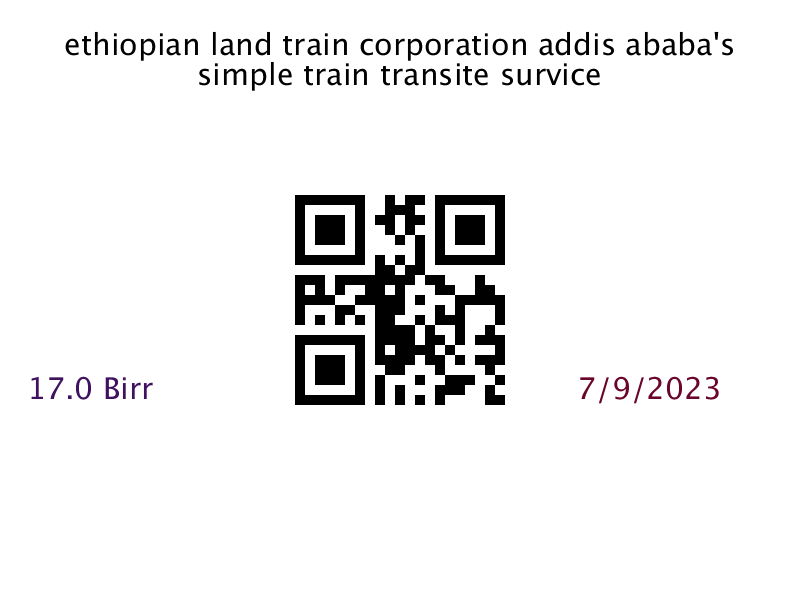 ethiopian land train corporation addis ababa's
simple train transite survice
17.0 Birr
7/9/2023